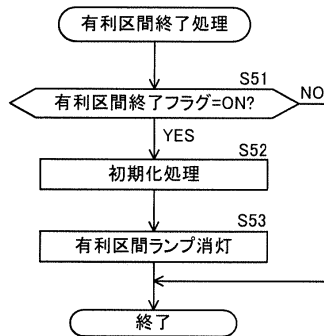 有利区間終了処理
S51
有利区間終了フラグ=ON?
NO
YES
S52
初期化処理
S53
有利区間ランプ消灯
終了